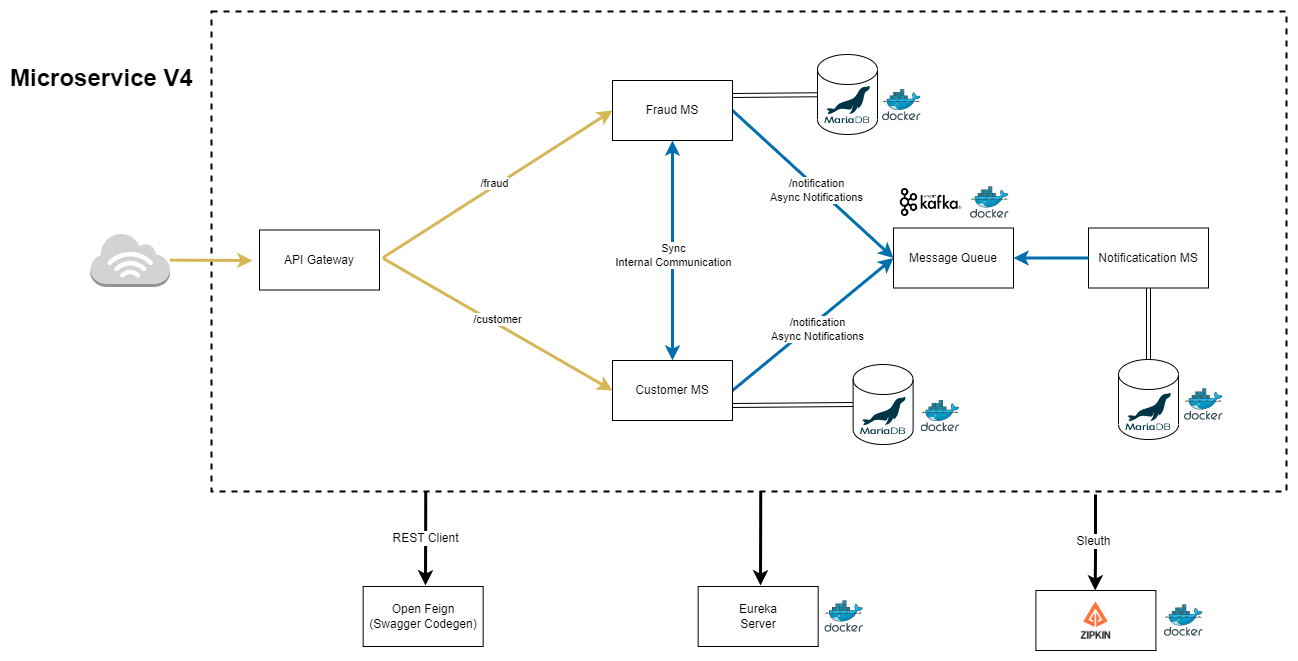 Microservice V4
Fraud MS
MariaDB
docker
/fraud
/notification
Async Notifications
kafka
docker
API Gateway
Sync
Internal Communication
Message Queue
Notificatication MS
/customer
/notification
Async Notifications
Customer MS
MariaDB
docker
MariaDB
docker
REST Client
Sleuth
Open Feign
(Swagger Codegen)
Eureka
Server
docker
ZIPKIN
docker